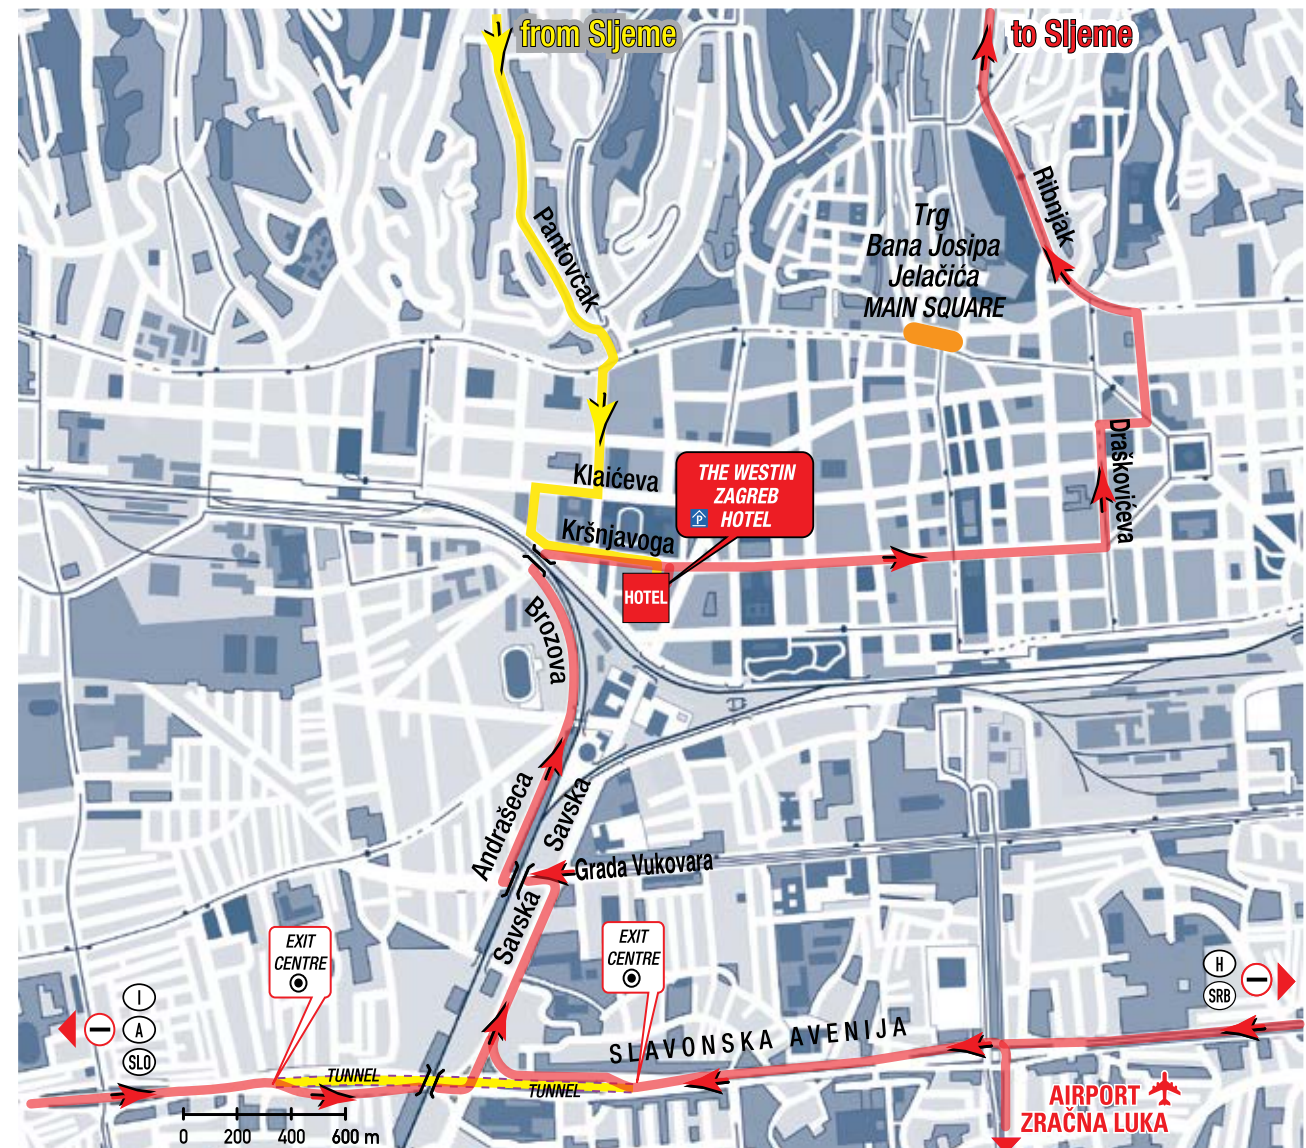 from Sljeme
to Sljeme
Ribnjak
Pantovčak
Trg
Bana Josipa
Jelačića
MAIN SQUARE
Klaićeva
THE WESTIN
ZAGREB
P HOTEL
Draškovićeva
Kršnjavoga
HOTEL
Brozova
Andrašeca
Savska
Grada Vukovara
Savska
EXIT
CENTRE
EXIT
CENTRE
I
A
SLO
H
SRB
SLAVONSKA AVENIJA
TUNNEL
TUNNEL
AIRPORT
ZRAČNA LUKA
0 200 400 600 m